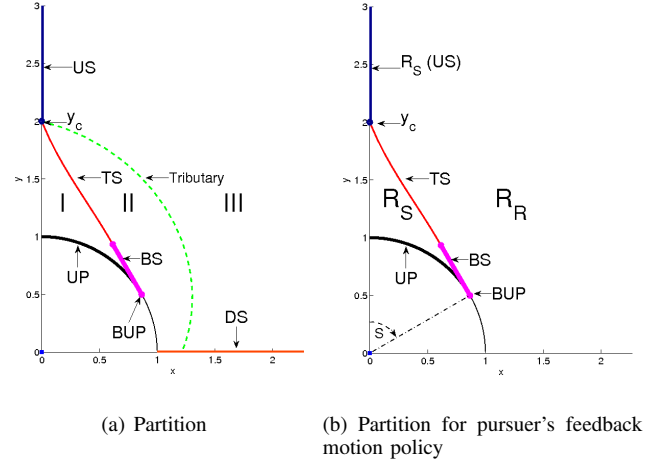 3
2.5
2
1.5
1
0.5
0
0
0.5
1
1.5
2
y
x
US
y_c
TS
Tributary
I
II
III
UP
BS
BUP
DS
(a) Partition
3
2.5
2
1.5
1
0.5
0
0
0.5
1
1.5
2
y
x
R_S (US)
y_c
TS
R_S
R_R
BS
UP
BUP
S
(b) Partition for pursuer's feedback
motion policy